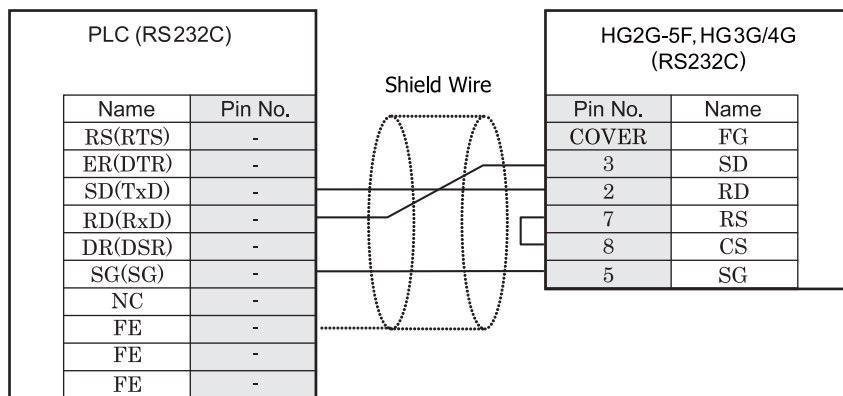 PLC (RS232C)
HG2G-5F, HG3G/4G
(RS232C)
Shield Wire
Name Pin No.
RS(RTS) -
ER(DTR) -
SD(TxD) -
RD(RxD) -
DR(DSR) -
SG(SG) -
NC -
FE -
FE -
FE -
Pin No. Name
COVER FG
3 SD
2 RD
7 RS
8 CS
5 SG